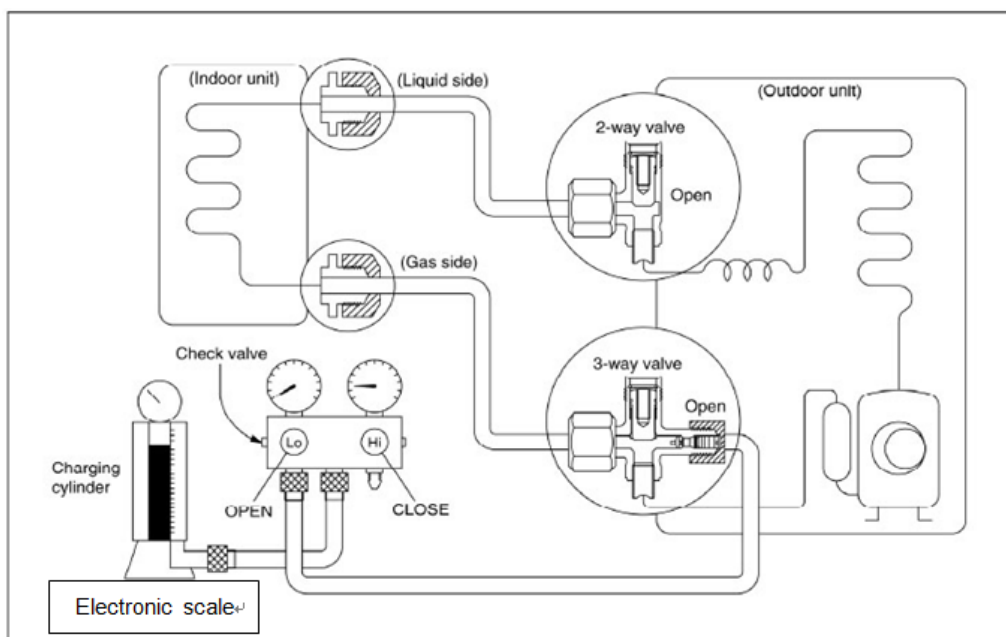 (Indoor unit)
(Liquid side)
(Outdoor unit)
2-way valve
Open
(Gas side)
Check valve
3-way valve
Open
Lo
Hi
Charging
cylinder
OPEN
CLOSE
Electronic scale↵